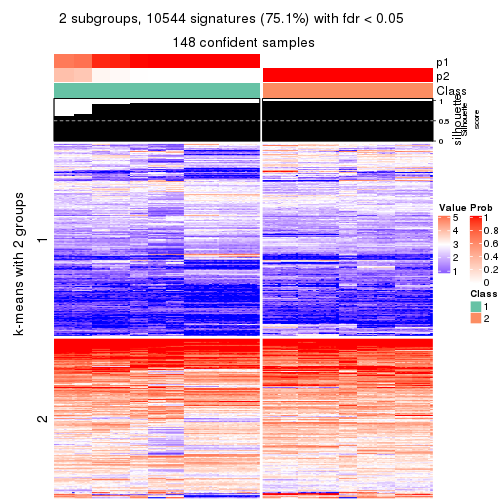 2 subgroups, 10544 signatures (75.1%) with fdr < 0.05
148 confident samples
p1
p2
Class
silhouette
Silhouette
score
1
0.5
0
k-means with 2 groups
1
2
Value
5
4
3
2
1
Prob
1
0.8
0.6
0.4
0.2
0
Class
1
2